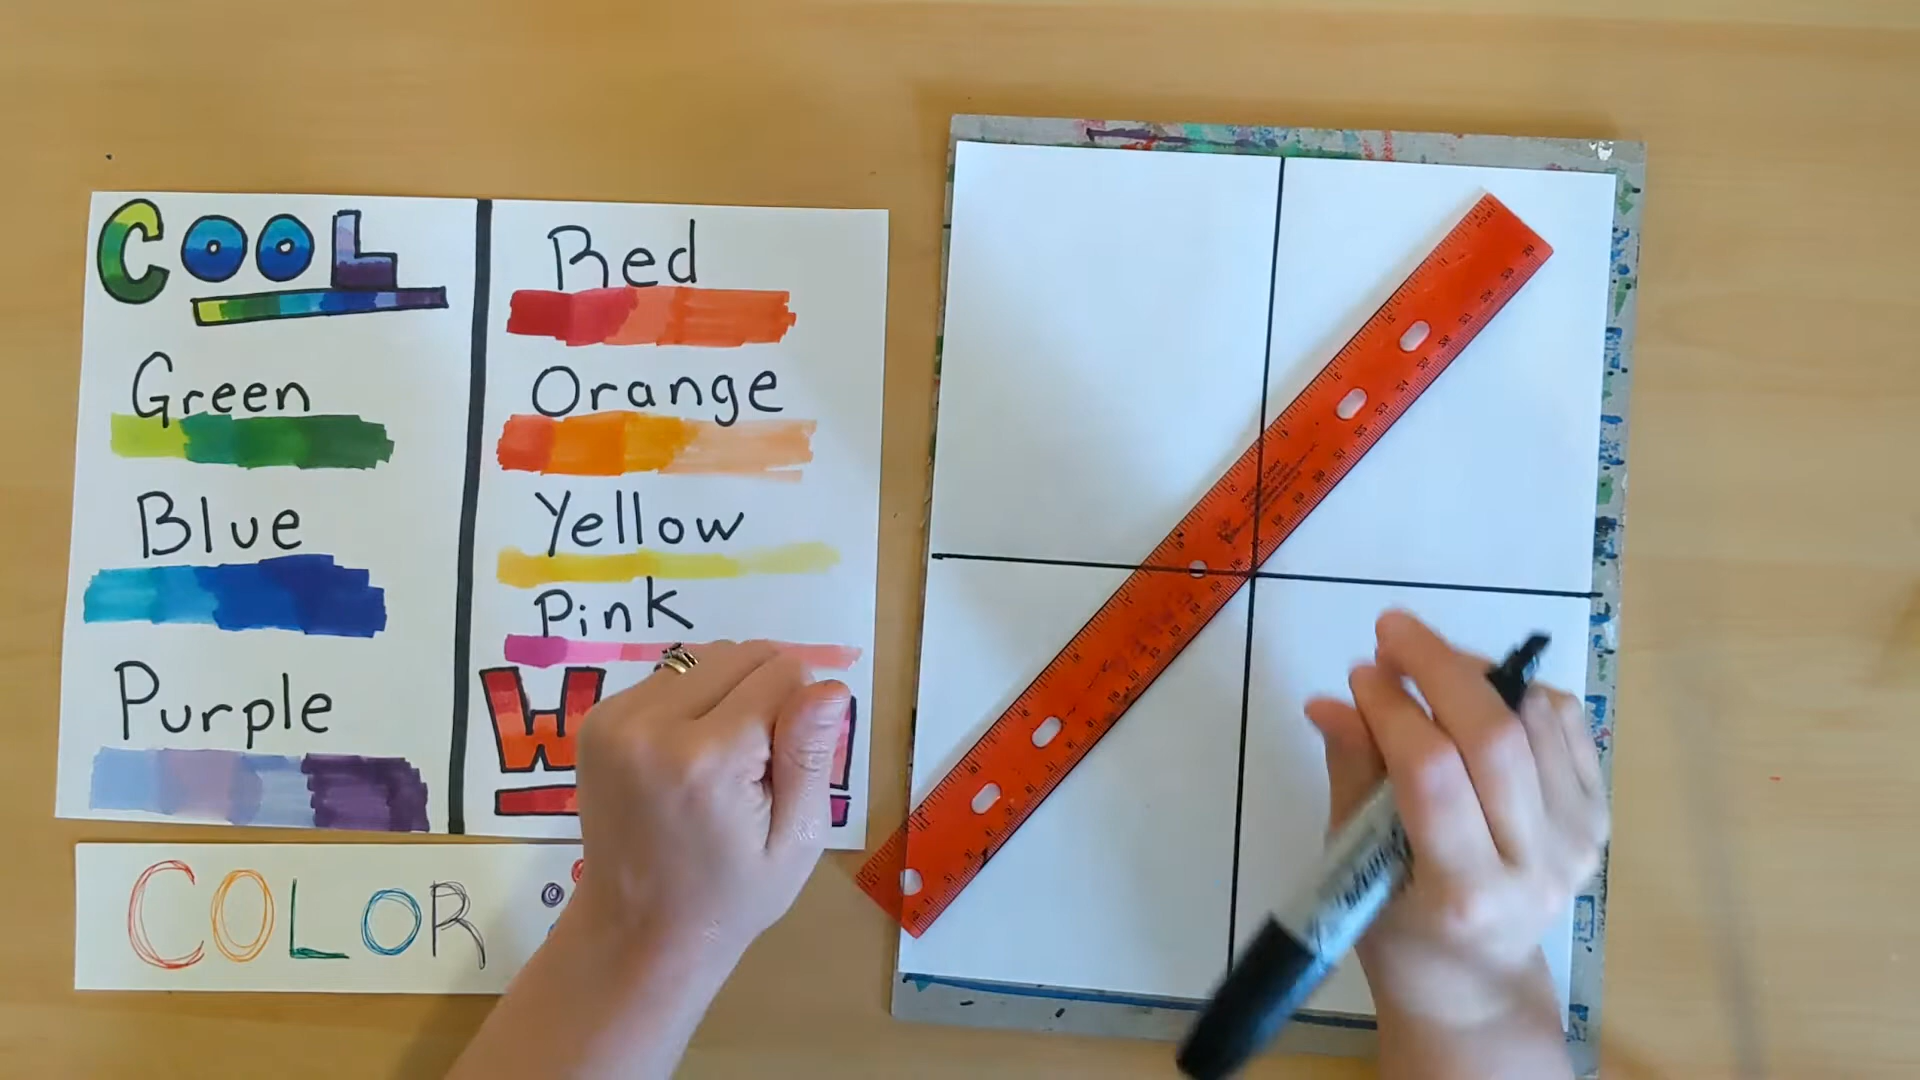 COOL
Green
Blue
Purple
Red
Orange
Yellow
Pink
COLOR